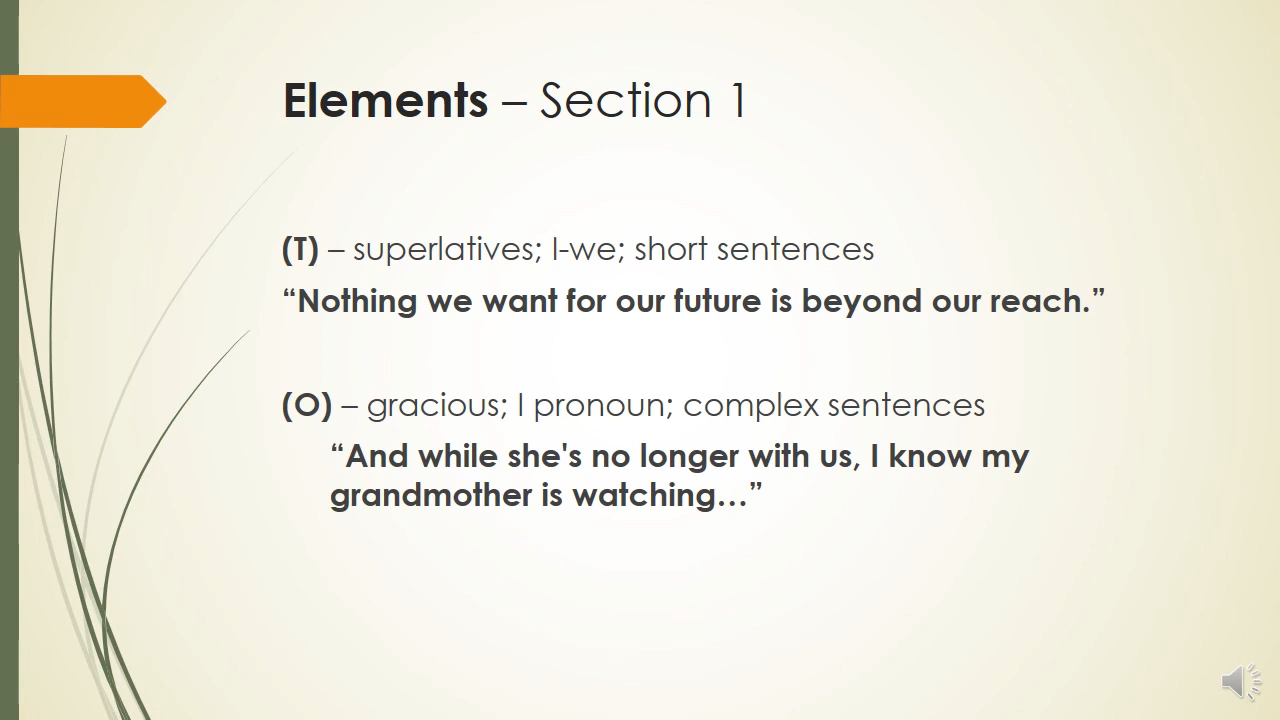 Elements – Section 1
(T) – superlatives; I-we; short sentences
“Nothing we want for our future is beyond our reach.”
(O) – gracious; I pronoun; complex sentences
“And while she's no longer with us, I know my
grandmother is watching…”